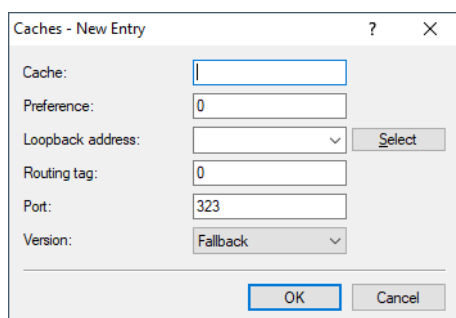 Caches - New Entry ?
Cache:
Preference: 0
Loopback address: Select
Routing tag: 0
Port: 323
Version: Fallback
OK Cancel